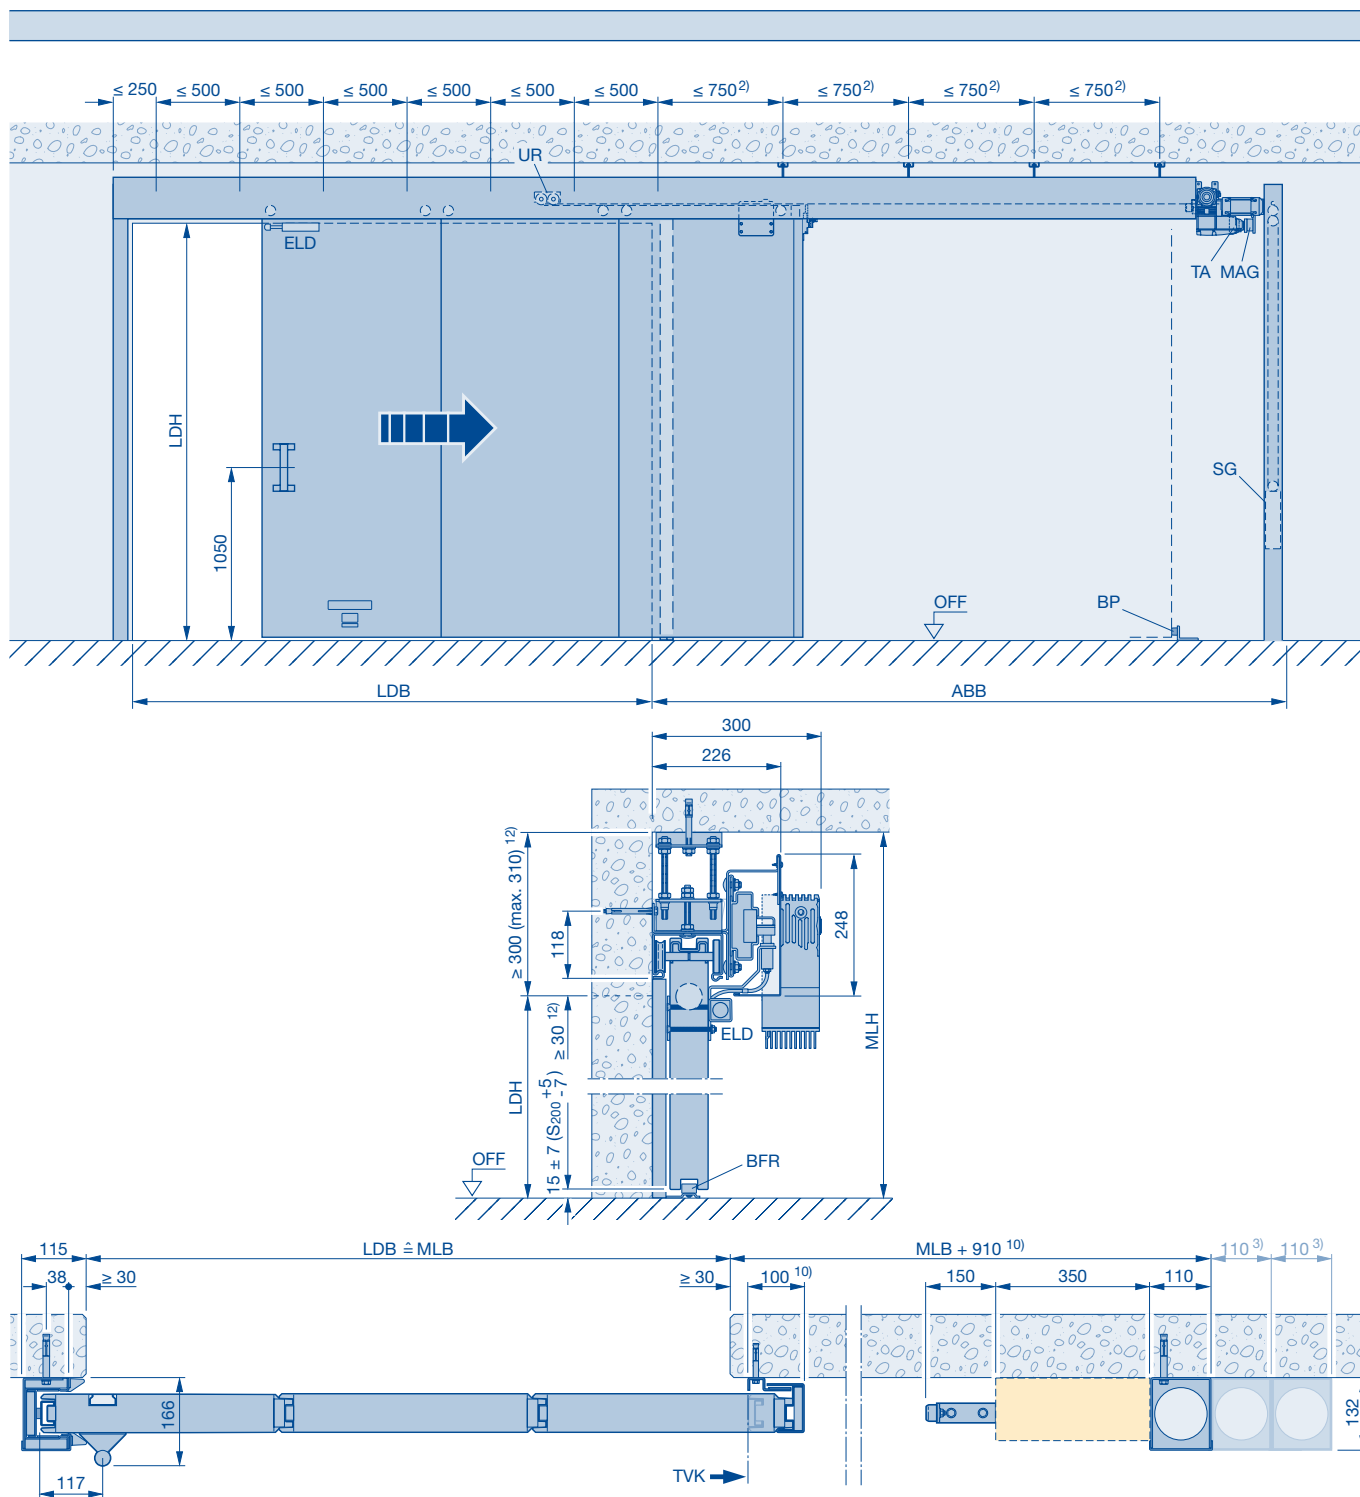 ≤ 250 ≤ 500 ≤ 500 ≤ 500 ≤ 500 ≤ 500 ≤ 500 ≤ 750 2) ≤ 750 2) ≤ 750 2) ≤ 750 2)
UR
ELD
TA MAG
LDH
SG
1050
OFF
BP
LDB
ABB
300
226
≥ 300 (max. 310) 12)
118
248
MLH
ELD
≥ 30 12)
LDH
15 ± 7 (S200 +5 -7)
BFR
OFF
115
LDB ≙ MLB
MLB + 910 10)
110 3)
110 3)
38
≥ 30
≥ 30
100 10)
150
350
110
166
132
117
TVK